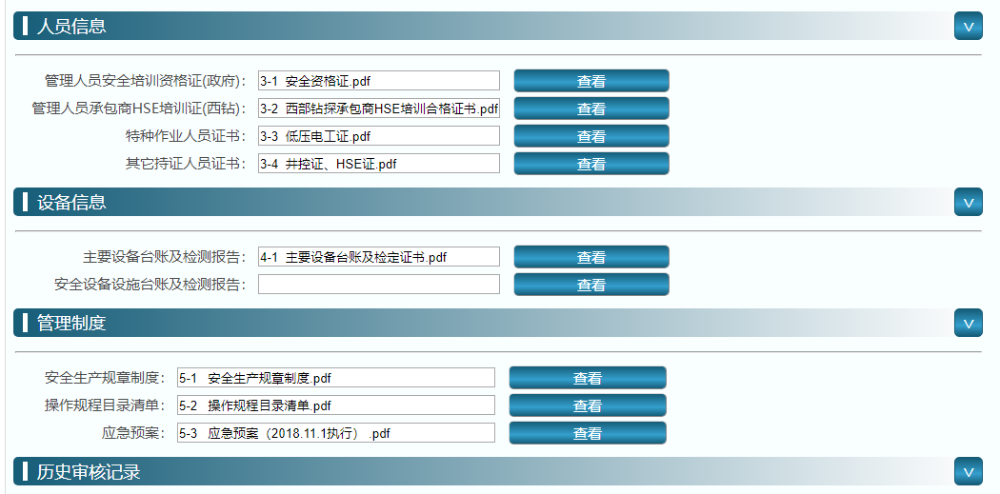 人员信息 v
管理人员安全培训资格证(政府)： 3-1 安全资格证.pdf 查看
管理人员承包商HSE培训证(西钻)： 3-2 西部钻探承包商HSE培训合格证书.pdf 查看
特种作业人员证书： 3-3 低压电工证.pdf 查看
其它持证人员证书： 3-4 井控证、HSE证.pdf 查看
设备信息 v
主要设备台账及检测报告： 4-1 主要设备台账及检定证书.pdf 查看
安全设备设施台账及检测报告： 查看
管理制度 v
安全生产规章制度： 5-1 安全生产规章制度.pdf 查看
操作规程目录清单： 5-2 操作规程目录清单.pdf 查看
应急预案： 5-3 应急预案（2018.11.1执行） .pdf 查看
历史审核记录 v